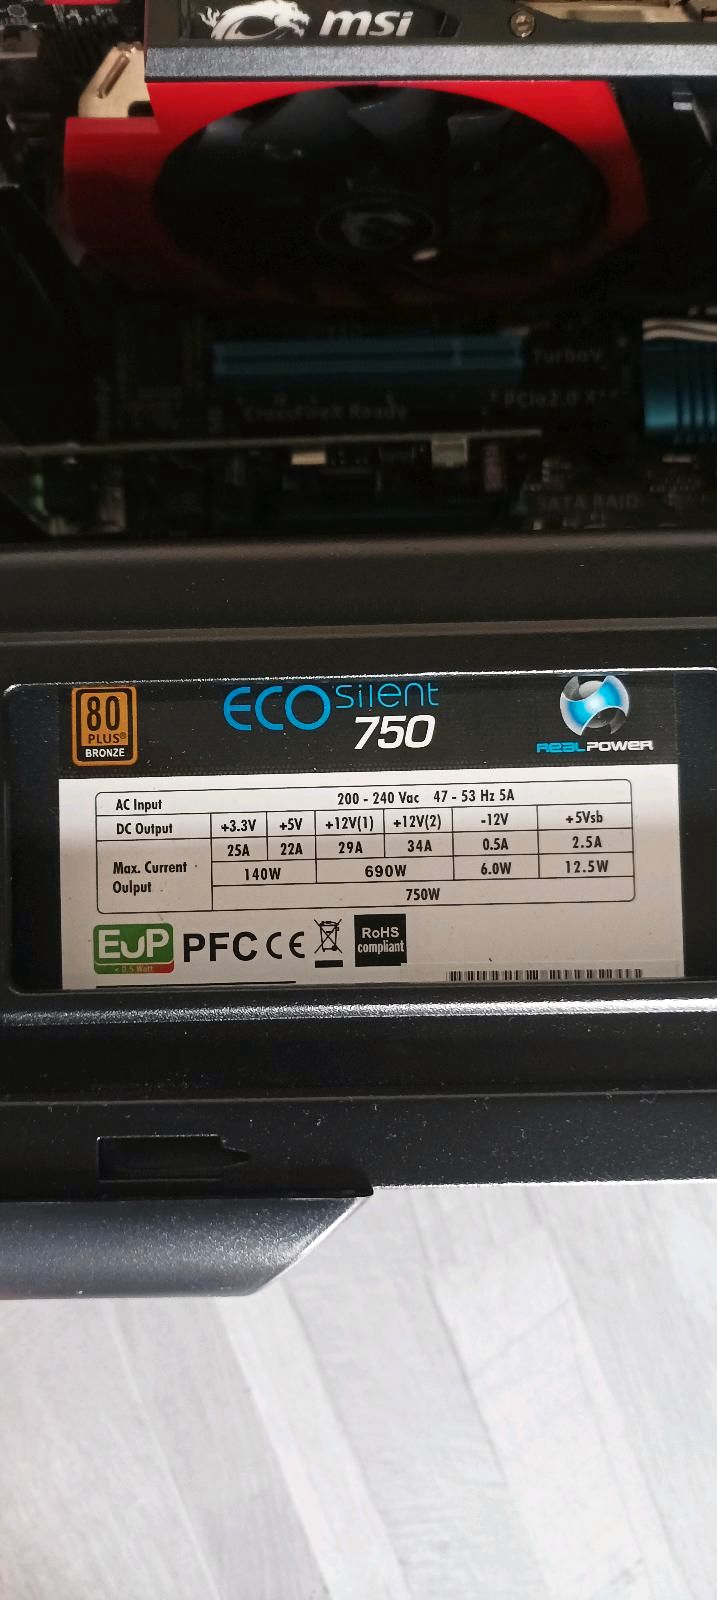 msi
TurboV
CrossFireX Ready
PCIe2.0 X
SATA RAID
80
PLUS®
BRONZE
ECO Silent
750
REALPOWER
AC Input 200 - 240 Vac 47 - 53 Hz 5A
DC Output +3.3V +5V +12V(1) +12V(2) -12V +5Vsb
Max. Current Oulput 25A 22A 29A 34A 0.5A 2.5A
140W 690W 6.0W 12.5W
750W
EuP
< 0.5 Watt
PFC CE
RoHS
compliant